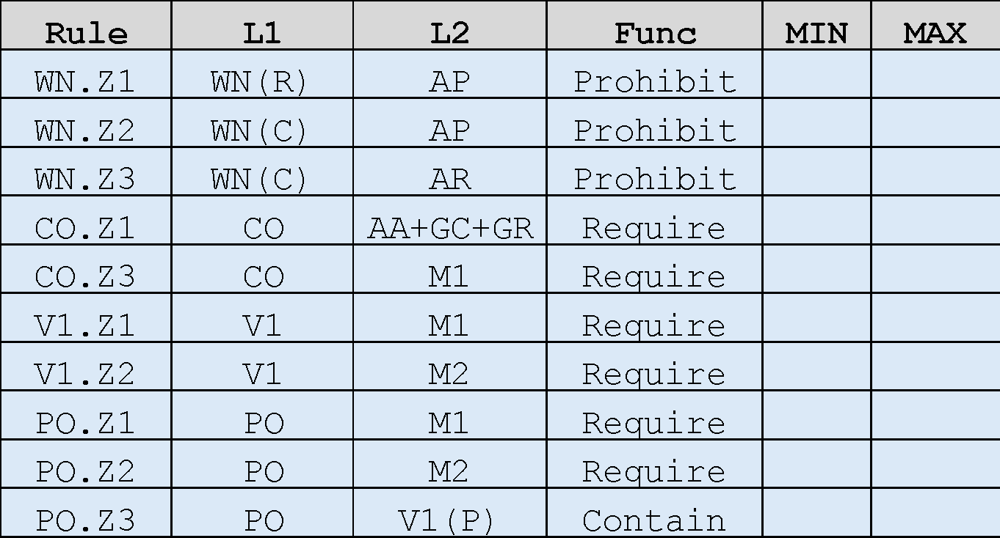 Rule L1 L2 Func MIN MAX
WN.Z1 WN(R) AP Prohibit
WN.Z2 WN(C) AP Prohibit
WN.Z3 WN(C) AR Prohibit
CO.Z1 CO AA+GC+GR Require
CO.Z3 CO M1 Require
V1.Z1 V1 M1 Require
V1.Z2 V1 M2 Require
PO.Z1 PO M1 Require
PO.Z2 PO M2 Require
PO.Z3 PO V1(P) Contain